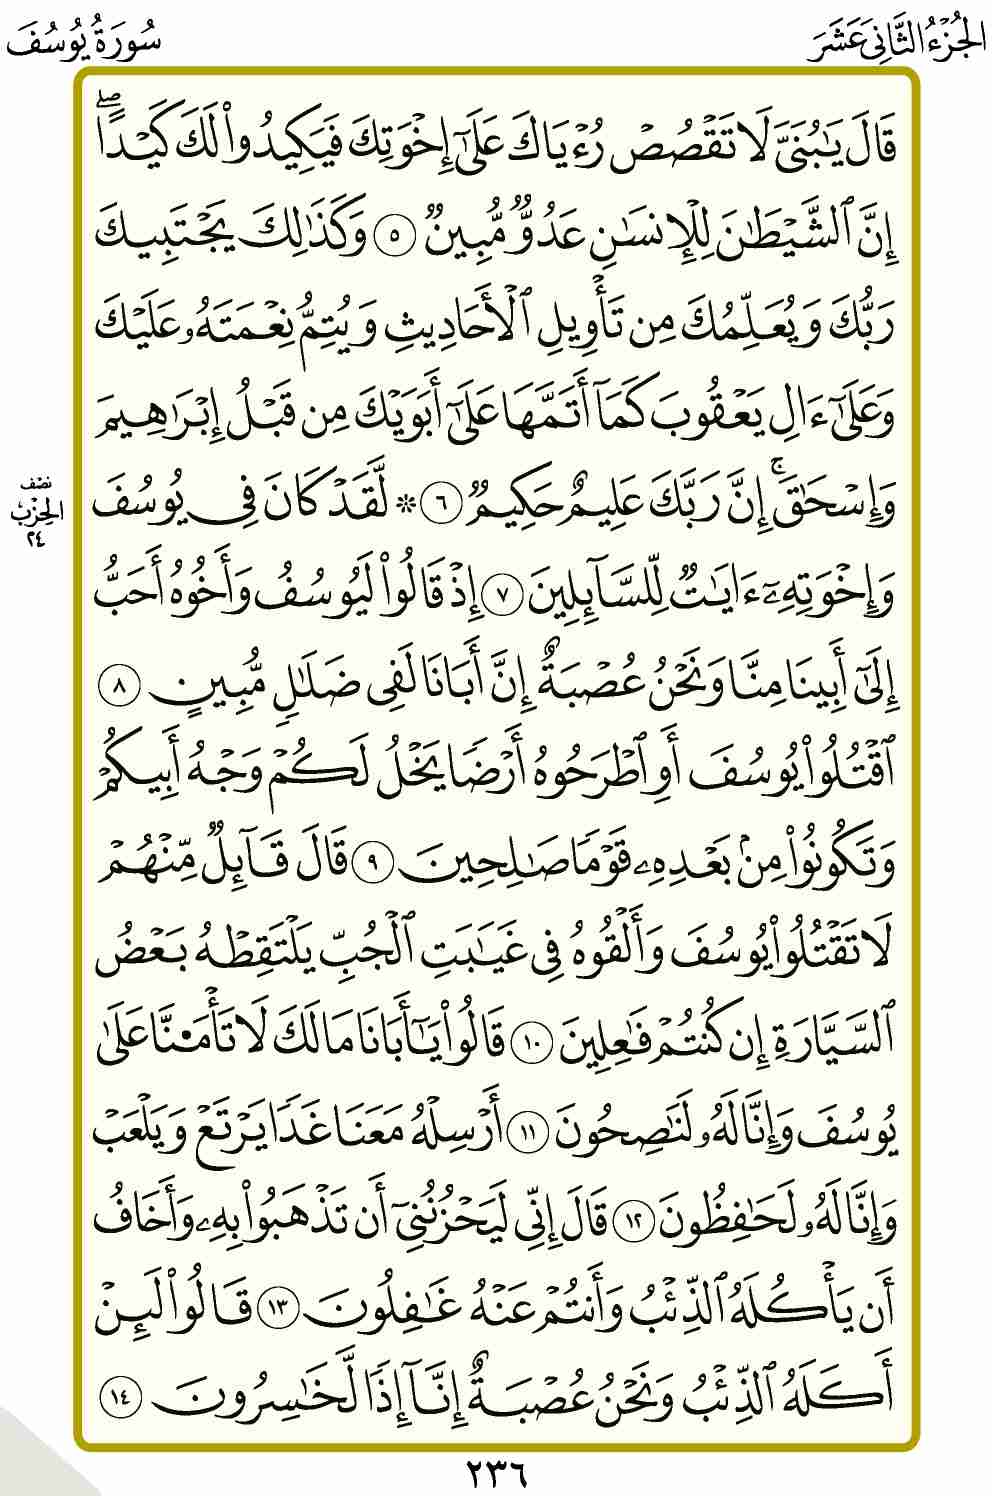 الجُزْءُ الثَّانِيَ عَشَرَ
سُورَةُ يُوسُفَ
قَالَ يَٰبُنَيَّ لَا تَقْصُصْ رُءْيَاكَ عَلَىٰٓ إِخْوَتِكَ فَيَكِيدُوا۟ لَكَ كَيْدًا ۖ
إِنَّ ٱلشَّيْطَٰنَ لِلْإِنسَٰنِ عَدُوٌّ مُّبِينٌ ٥ وَكَذَٰلِكَ يَجْتَبِيكَ
رَبُّكَ وَيُعَلِّمُكَ مِن تَأْوِيلِ ٱلْأَحَادِيثِ وَيُتِمُّ نِعْمَتَهُۥ عَلَيْكَ
وَعَلَىٰٓ ءَالِ يَعْقُوبَ كَمَآ أَتَمَّهَا عَلَىٰٓ أَبَوَيْكَ مِن قَبْلُ إِبْرَٰهِيمَ
وَإِسْحَٰقَ ۚ إِنَّ رَبَّكَ عَلِيمٌ حَكِيمٌ ٦ ۞ لَّقَدْ كَانَ فِى يُوسُفَ
نصف
الحِزْب
٢٤
وَإِخْوَتِهِۦٓ ءَايَٰتٌ لِّلسَّآئِلِينَ ٧ إِذْ قَالُوا۟ لَيُوسُفُ وَأَخُوهُ أَحَبُّ
إِلَىٰٓ أَبِينَا مِنَّا وَنَحْنُ عُصْبَةٌ إِنَّ أَبَانَا لَفِى ضَلَٰلٍ مُّبِينٍ ٨
ٱقْتُلُوا۟ يُوسُفَ أَوِ ٱطْرَحُوهُ أَرْضًا يَخْلُ لَكُمْ وَجْهُ أَبِيكُمْ
وَتَكُونُوا۟ مِنۢ بَعْدِهِۦ قَوْمًا صَٰلِحِينَ ٩ قَالَ قَآئِلٌ مِّنْهُمْ
لَا تَقْتُلُوا۟ يُوسُفَ وَأَلْقُوهُ فِى غَيَٰبَتِ ٱلْجُبِّ يَلْتَقِطْهُ بَعْضُ
ٱلسَّيَّارَةِ إِن كُنتُمْ فَٰعِلِينَ ١٠ قَالُوا۟ يَٰٓأَبَانَا مَا لَكَ لَا تَأْمَ۫نَّا عَلَىٰ
يُوسُفَ وَإِنَّا لَهُۥ لَنَٰصِحُونَ ١١ أَرْسِلْهُ مَعَنَا غَدًا يَرْتَعْ وَيَلْعَبْ
وَإِنَّا لَهُۥ لَحَٰفِظُونَ ١٢ قَالَ إِنِّى لَيَحْزُنُنِىٓ أَن تَذْهَبُوا۟ بِهِۦ وَأَخَافُ
أَن يَأْكُلَهُ ٱلذِّئْبُ وَأَنتُمْ عَنْهُ غَٰفِلُونَ ١٣ قَالُوا۟ لَئِنْ
أَكَلَهُ ٱلذِّئْبُ وَنَحْنُ عُصْبَةٌ إِنَّآ إِذًا لَّخَٰسِرُونَ ١٤
٢٣٦